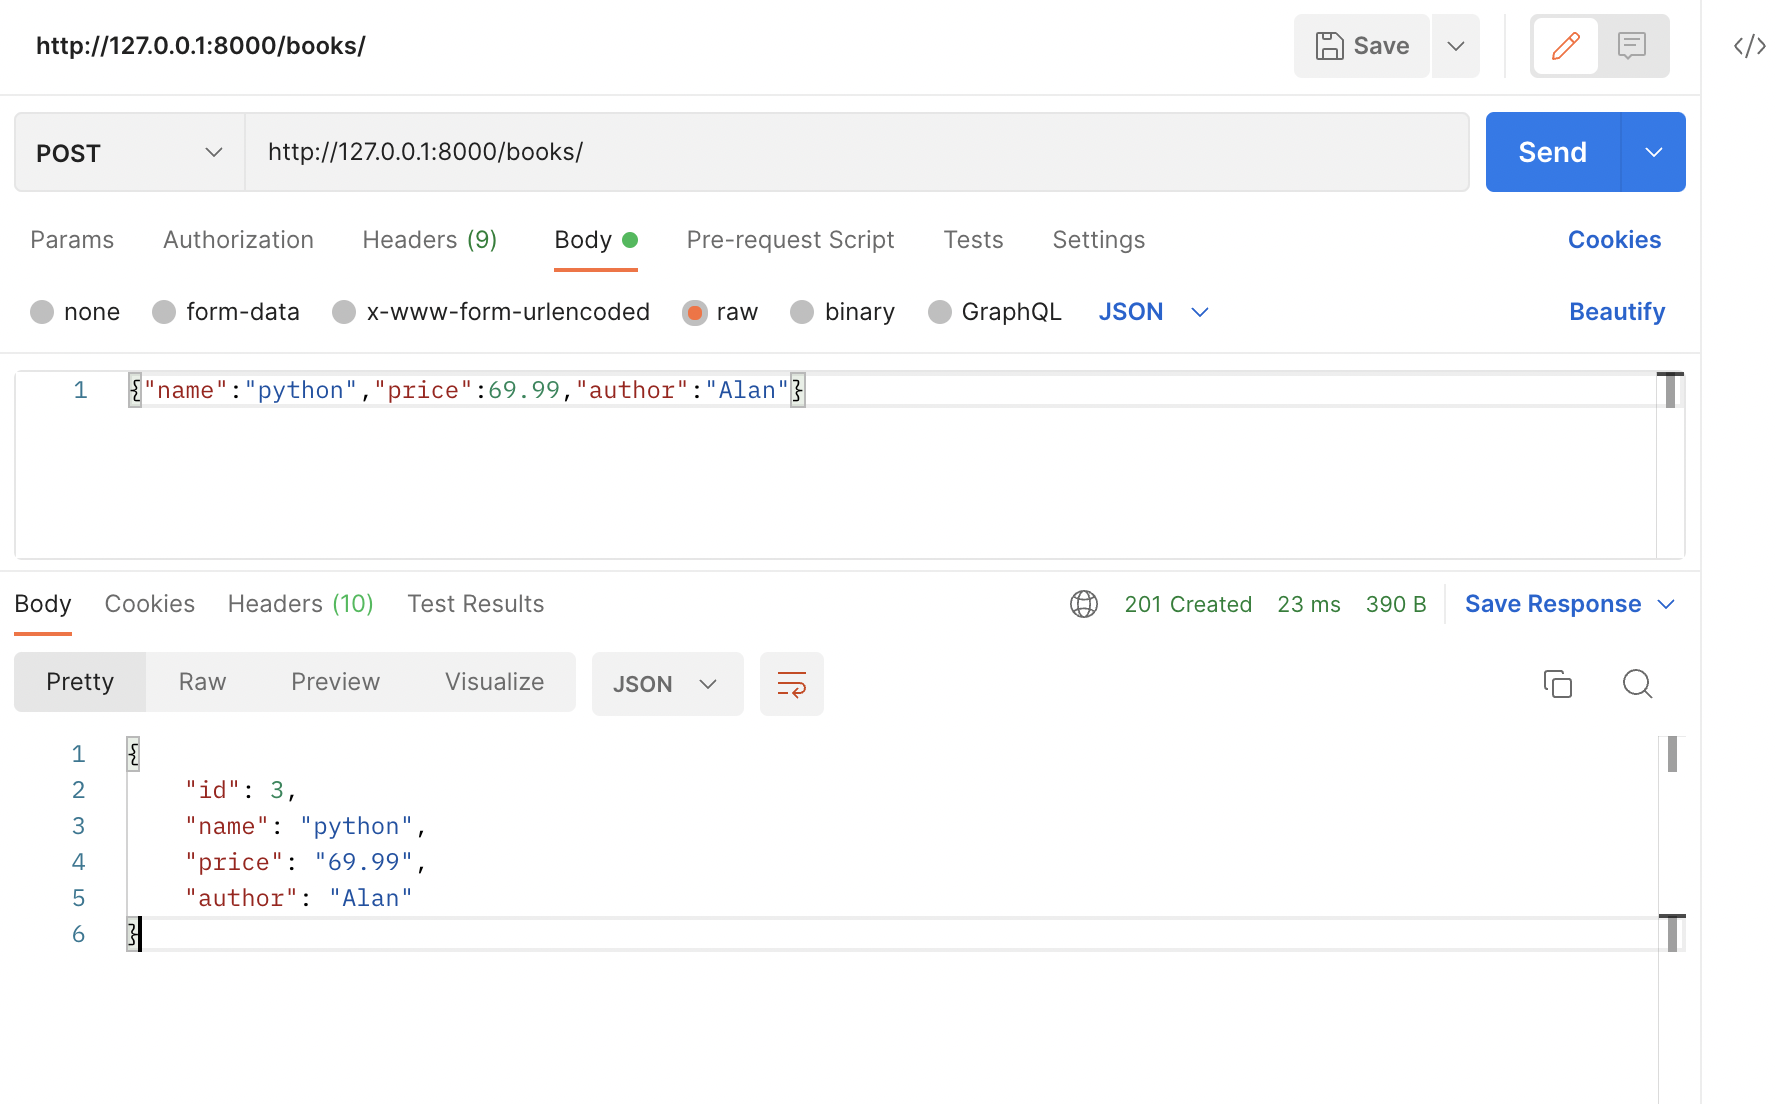 http://127.0.0.1:8000/books/
Save
POST
http://127.0.0.1:8000/books/
Send
Params
Authorization
Headers (9)
Body
Pre-request Script
Tests
Settings
Cookies
none
form-data
x-www-form-urlencoded
raw
binary
GraphQL
JSON
Beautify
1 {"name":"python","price":69.99,"author":"Alan"}
Body
Cookies
Headers (10)
Test Results
201 Created
23 ms
390 B
Save Response
Pretty
Raw
Preview
Visualize
JSON
1 {
2 "id": 3,
3 "name": "python",
4 "price": "69.99",
5 "author": "Alan"
6 }